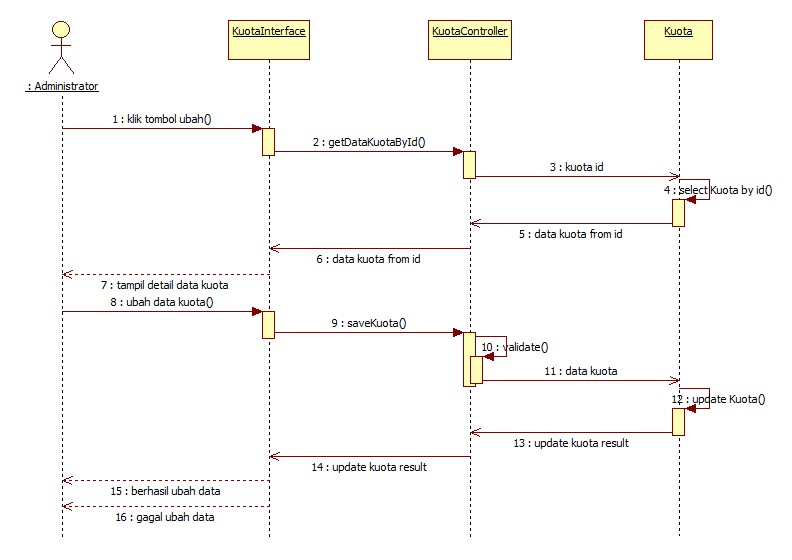 KuotaInterface
KuotaController
Kuota
: Administrator
1 : klik tombol ubah()
2 : getDataKuotaById()
3 : kuota id
4 : select Kuota by id()
5 : data kuota from id
6 : data kuota from id
7 : tampil detail data kuota
8 : ubah data kuota()
9 : saveKuota()
10 : validate()
11 : data kuota
12 : update Kuota()
13 : update kuota result
14 : update kuota result
15 : berhasil ubah data
16 : gagal ubah data